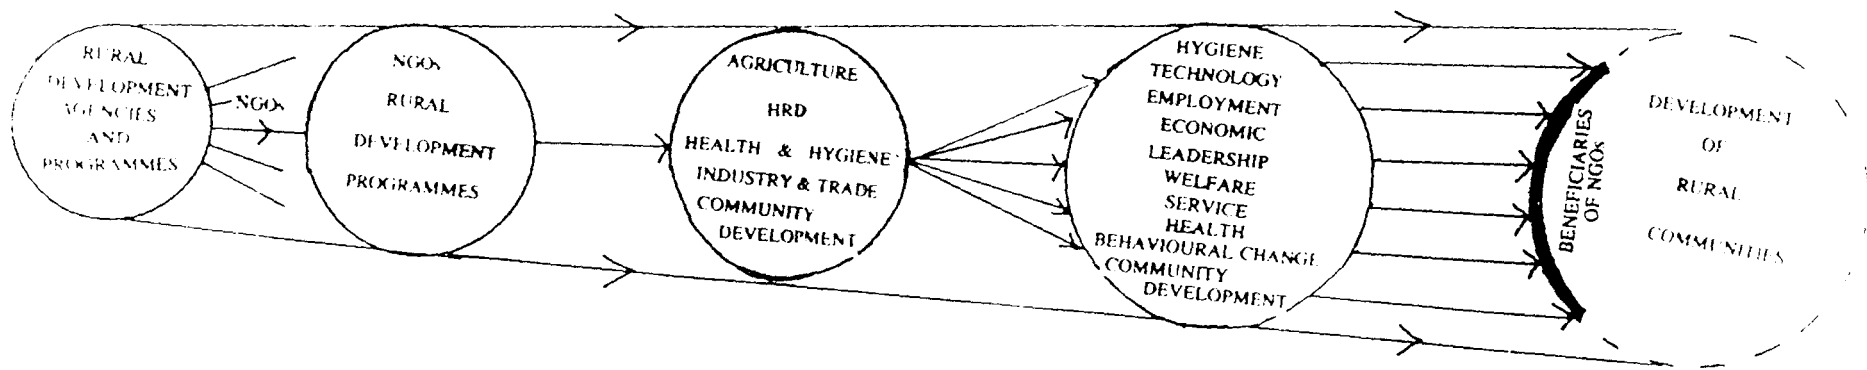 RURAL
DEVELOPMENT
AGENCIES
AND
PROGRAMMES
NGOs
NGOs
RURAL
DEVELOPMENT
PROGRAMMES
AGRICULTURE
HRD
HEALTH & HYGIENE
INDUSTRY & TRADE
COMMUNITY
DEVELOPMENT
HYGIENE
TECHNOLOGY
EMPLOYMENT
ECONOMIC
LEADERSHIP
WELFARE
SERVICE
HEALTH
BEHAVIOURAL CHANGE
COMMUNITY
DEVELOPMENT
BENEFICIARIES
OF NGOs
DEVELOPMENT
OF
RURAL
COMMUNITIES